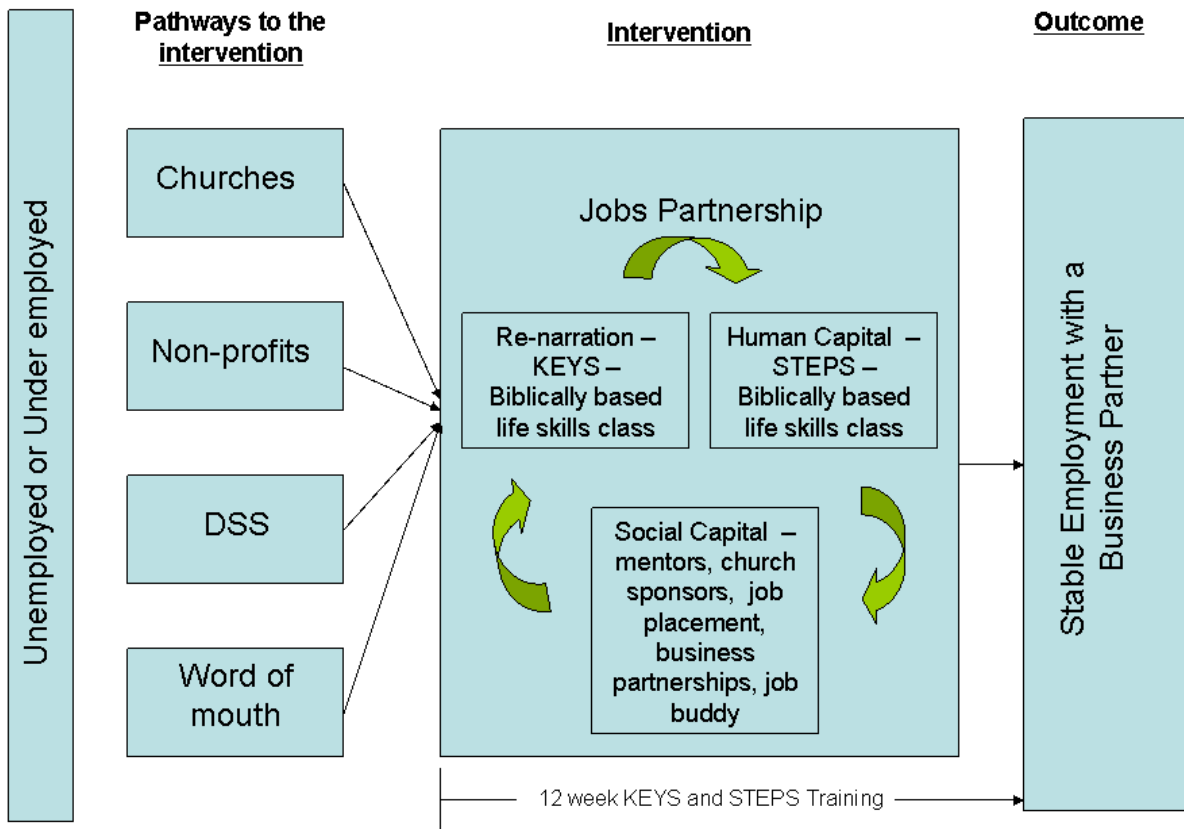 Unemployed or Under employed
Pathways to the
intervention
Churches
Non-profits
DSS
Word of
mouth
Intervention
Jobs Partnership
Re-narration –
KEYS –
Biblically based
life skills class
Human Capital –
STEPS –
Biblically based
life skills class
Social Capital –
mentors, church
sponsors, job
placement,
business
partnerships, job
buddy
12 week KEYS and STEPS Training
Outcome
Stable Employment with a
Business Partner